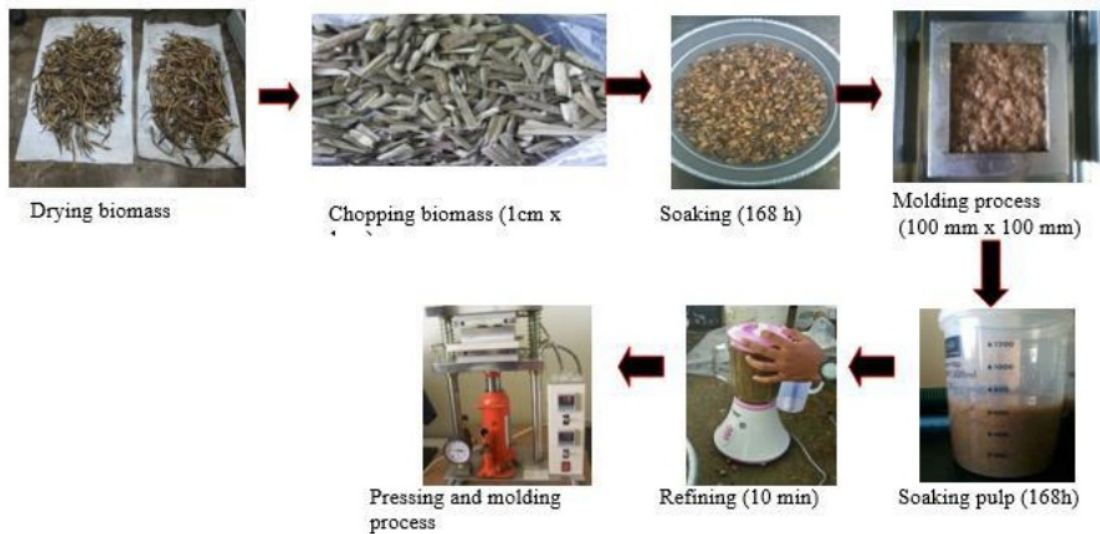 Drying biomass
Chopping biomass (1cm x
Soaking (168 h)
Molding process
(100 mm x 100 mm)
Soaking pulp (168h)
Refining (10 min)
Pressing and molding
process